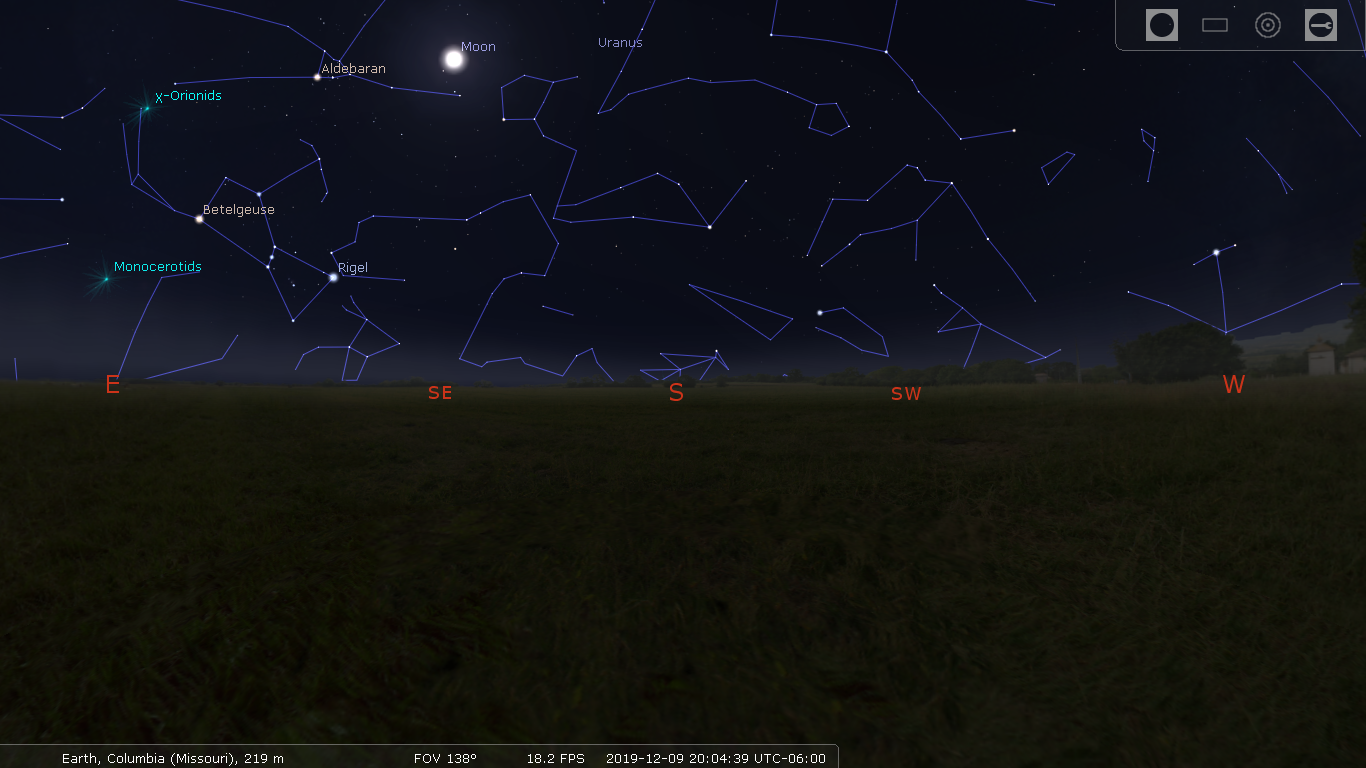 Moon
Uranus
Aldebaran
χ-Orionids
Betelgeuse
Monocerotids
Rigel
E
SE
S
SW
W
Earth, Columbia (Missouri), 219 m
FOV 138°
18.2 FPS
2019-12-09 20:04:39 UTC-06:00